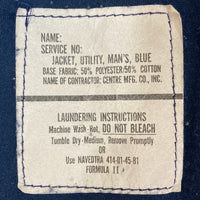 NAME:
SERVICE NO:
JACKET, UTILITY, MAN'S, BLUE
BASE FABRIC: 50% POLYESTER/50% COTTON
NAME OF CONTRACTOR: CENTRE MFG. CO., INC.
LAUNDERING INSTRUCTIONS
Machine Wash-Hot, DO NOT BLEACH
Tumble Dry-Medium, Remove Promptly
OR
Use NAVEDTRA 414-01-45-81
FORMULA II